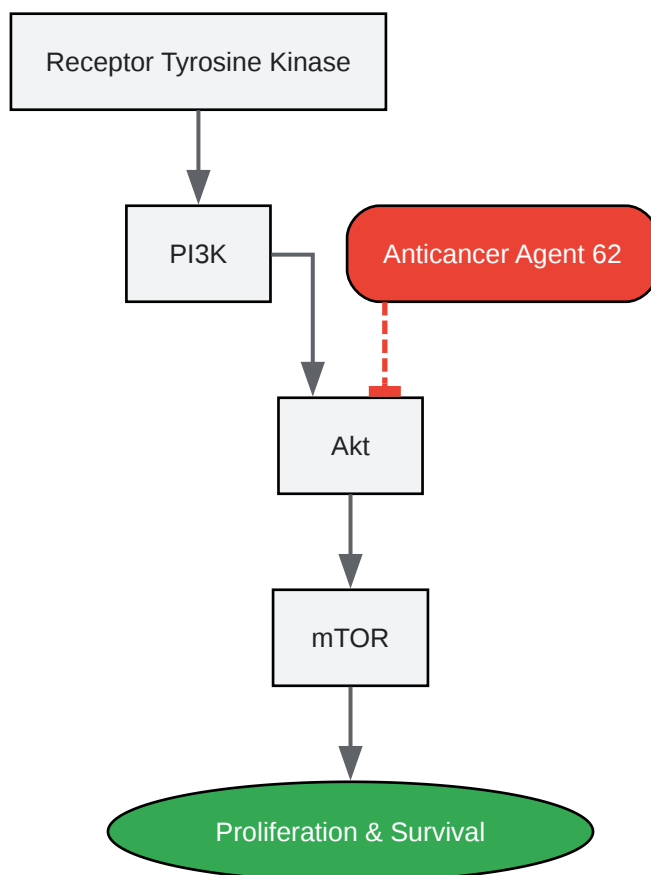 Receptor Tyrosine Kinase
PI3K
Anticancer Agent 62
Akt
mTOR
Proliferation & Survival